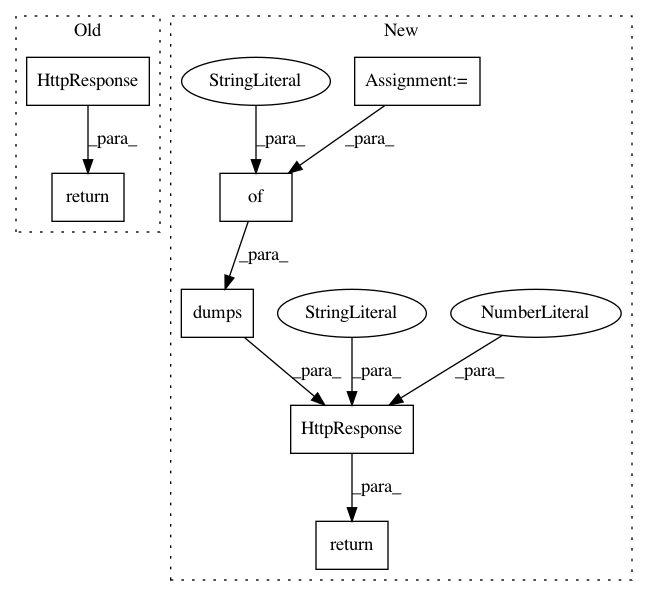 Old
New
HttpResponse
StringLiteral
Assignment:=
_para_
_para_
_para_
return
of
_para_
dumps
StringLiteral
NumberLiteral
_para_
_para_
_para_
HttpResponse
_para_
return